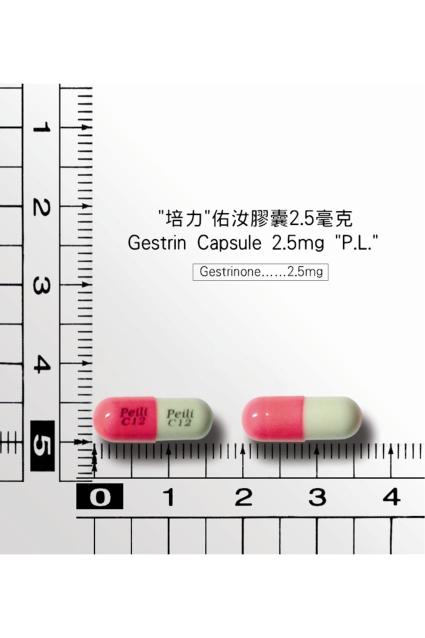 "培力"佑汝膠囊2.5毫克
Gestrin Capsule 2.5mg "P.L."
Gestrinone......2.5mg
1
2
3
4
5
Peili
C12
Peili
C12
0 1 2 3 4